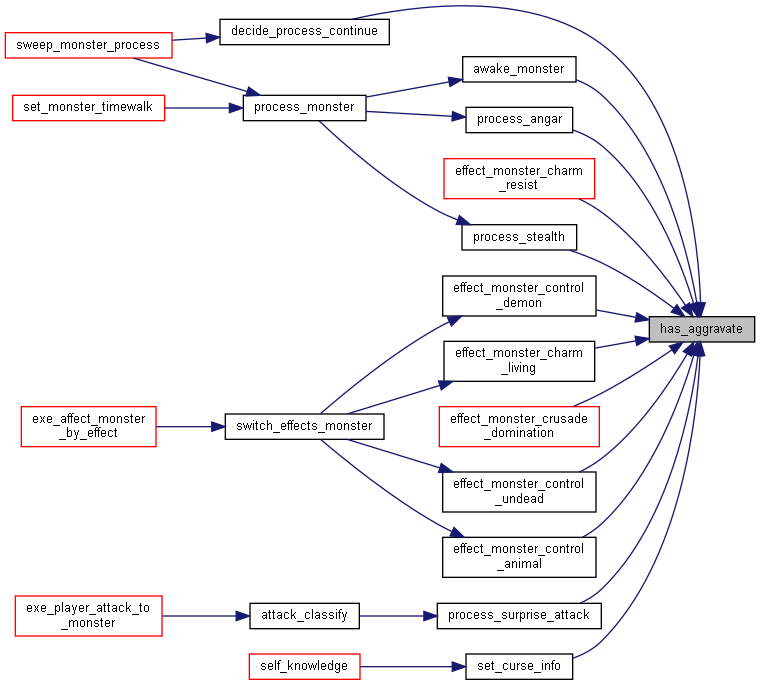 decide_process_continue
sweep_monster_process
awake_monster
set_monster_timewalk
process_monster
process_angar
effect_monster_charm
_resist
process_stealth
effect_monster_control
_demon
has_aggravate
effect_monster_charm
_living
exe_affect_monster
_by_effect
switch_effects_monster
effect_monster_crusade
_domination
effect_monster_control
_undead
effect_monster_control
_animal
exe_player_attack_to
_monster
attack_classify
process_surprise_attack
self_knowledge
set_curse_info